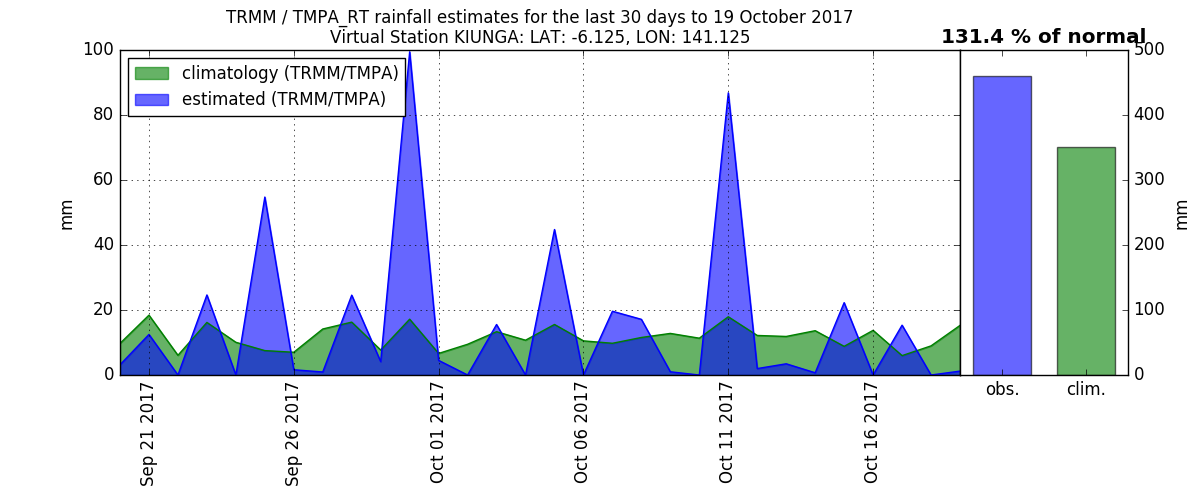 TRMM / TMPA_RT rainfall estimates for the last 30 days to 19 October 2017
Virtual Station KIUNGA: LAT: -6.125, LON: 141.125
131.4 % of normal
climatology (TRMM/TMPA)
estimated (TRMM/TMPA)
100
80
60
40
20
0
mm
Sep 21 2017
Sep 26 2017
Oct 01 2017
Oct 06 2017
Oct 11 2017
Oct 16 2017
500
400
300
200
100
0
mm
obs.
clim.